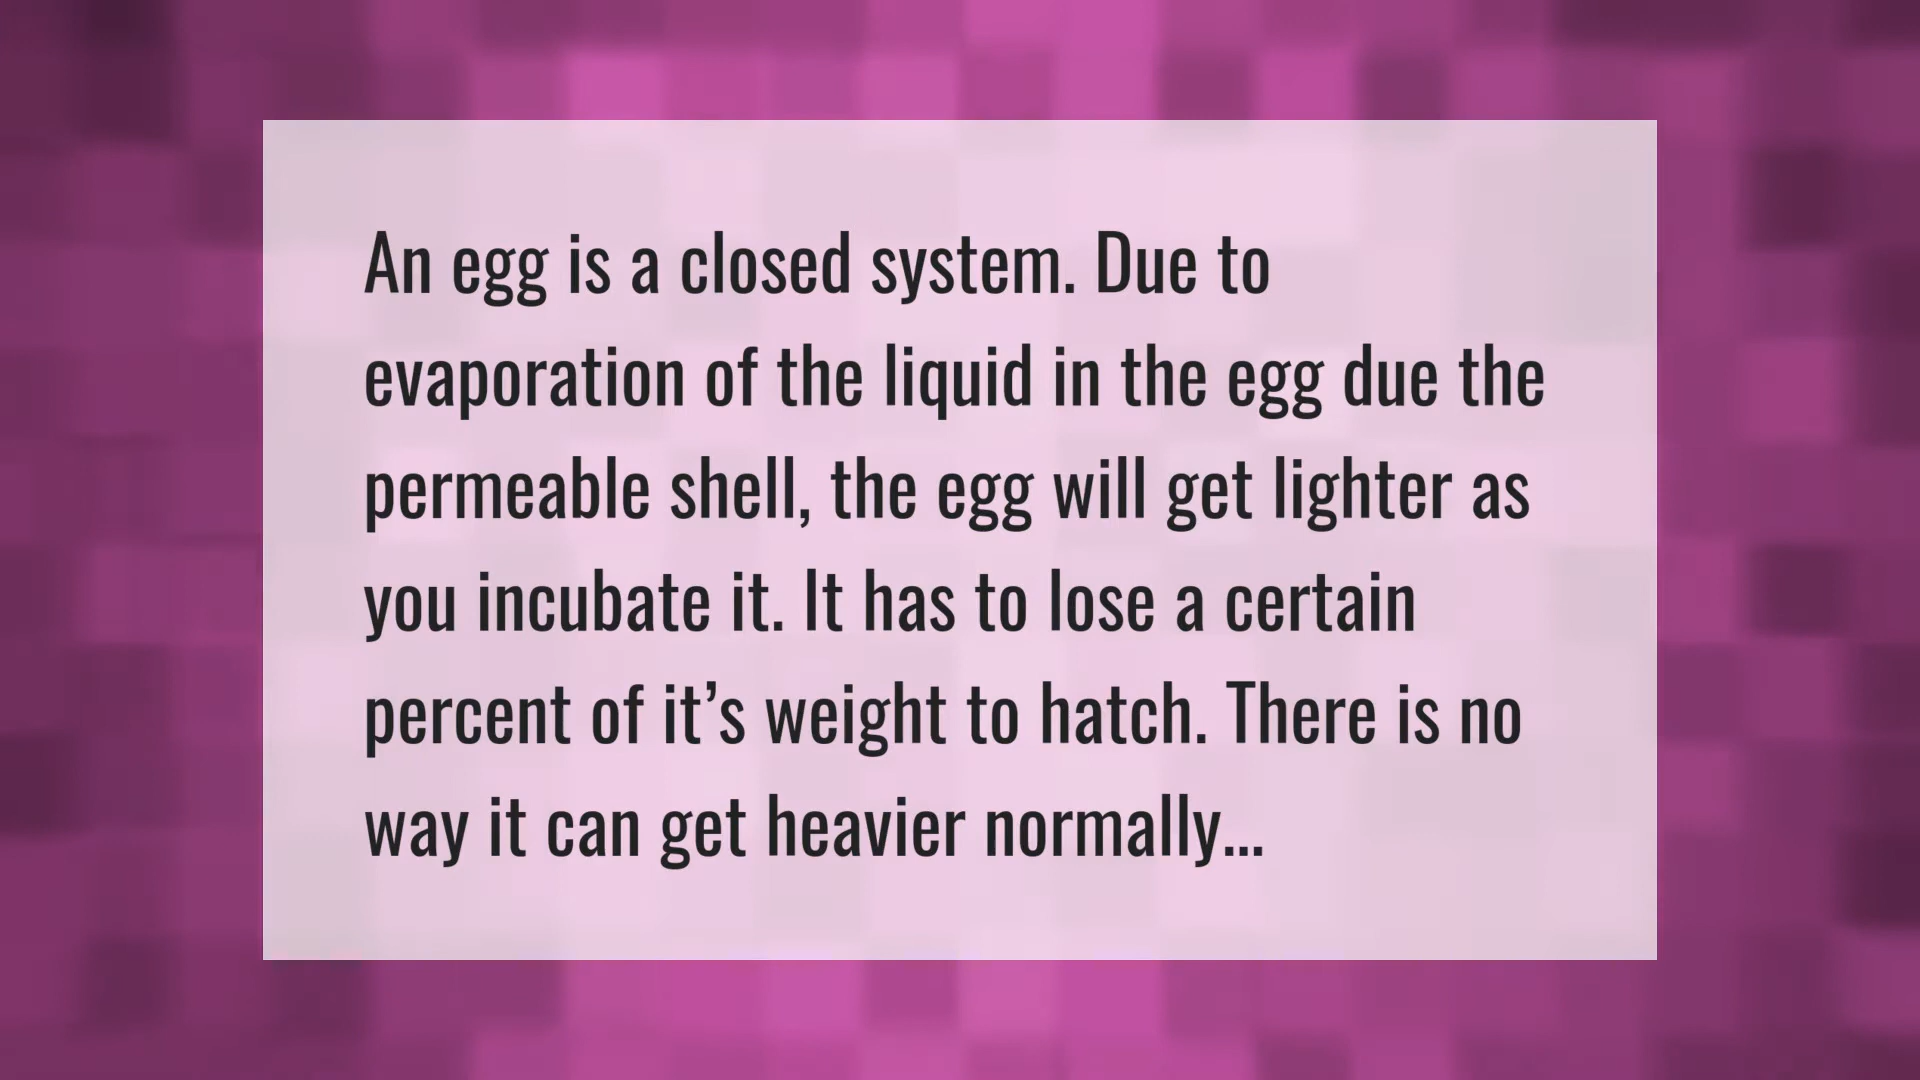 An egg is a closed system. Due to
evaporation of the liquid in the egg due the
permeable shell, the egg will get lighter as
you incubate it. It has to lose a certain
percent of it’s weight to hatch. There is no
way it can get heavier normally...